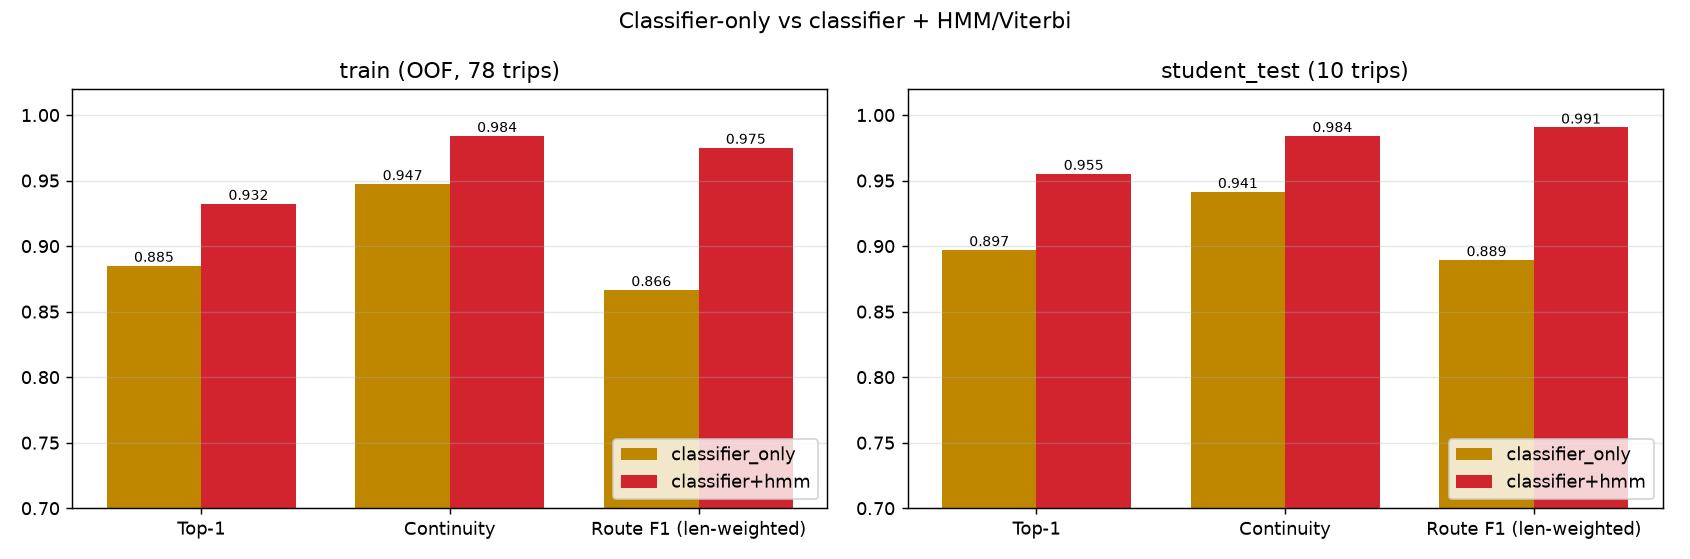 Classifier-only vs classifier + HMM/Viterbi
train (OOF, 78 trips)
1.00
0.95
0.90
0.85
0.80
0.75
0.70
0.885
0.932
0.947
0.984
0.866
0.975
classifier_only
classifier+hmm
Top-1
Continuity
Route F1 (len-weighted)
student_test (10 trips)
1.00
0.95
0.90
0.85
0.80
0.75
0.70
0.897
0.955
0.941
0.984
0.889
0.991
classifier_only
classifier+hmm
Top-1
Continuity
Route F1 (len-weighted)